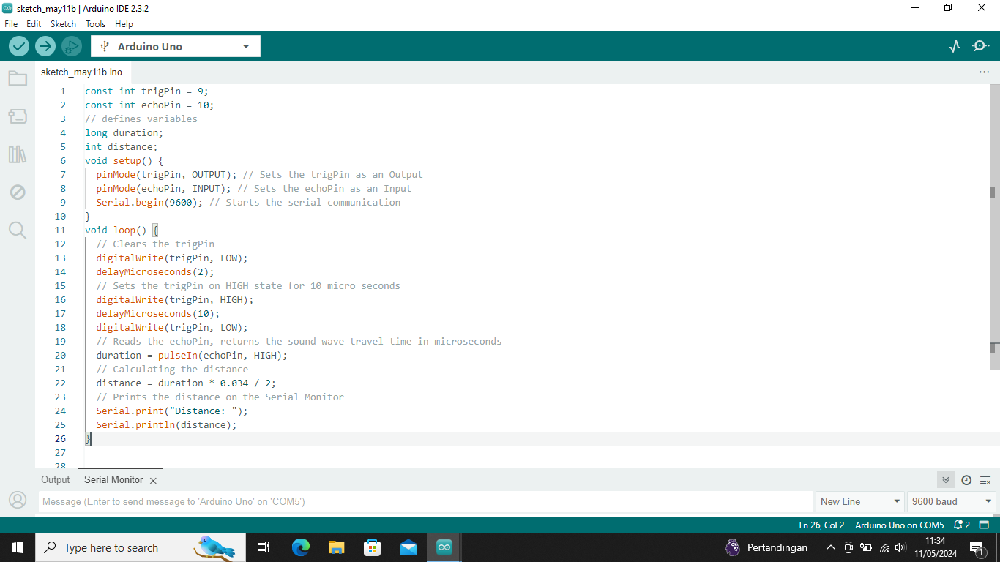 sketch_may11b | Arduino IDE 2.3.2
File Edit Sketch Tools Help
Arduino Uno
sketch_may11b.ino
1 const int trigPin = 9;
2 const int echoPin = 10;
3 // defines variables
4 long duration;
5 int distance;
6 void setup() {
7 pinMode(trigPin, OUTPUT); // Sets the trigPin as an Output
8 pinMode(echoPin, INPUT); // Sets the echoPin as an Input
9 Serial.begin(9600); // Starts the serial communication
10 }
11 void loop() {
12 // Clears the trigPin
13 digitalWrite(trigPin, LOW);
14 delayMicroseconds(2);
15 // Sets the trigPin on HIGH state for 10 micro seconds
16 digitalWrite(trigPin, HIGH);
17 delayMicroseconds(10);
18 digitalWrite(trigPin, LOW);
19 // Reads the echoPin, returns the sound wave travel time in microseconds
20 duration = pulseIn(echoPin, HIGH);
21 // Calculating the distance
22 distance = duration * 0.034 / 2;
23 // Prints the distance on the Serial Monitor
24 Serial.print("Distance: ");
25 Serial.println(distance);
26 }
27
28
Output Serial Monitor
Message (Enter to send message to 'Arduino Uno' on 'COM5') New Line 9600 baud
Ln 26, Col 2 Arduino Uno on COM5 2
Type here to search Pertandingan 11:34
11/05/2024 1